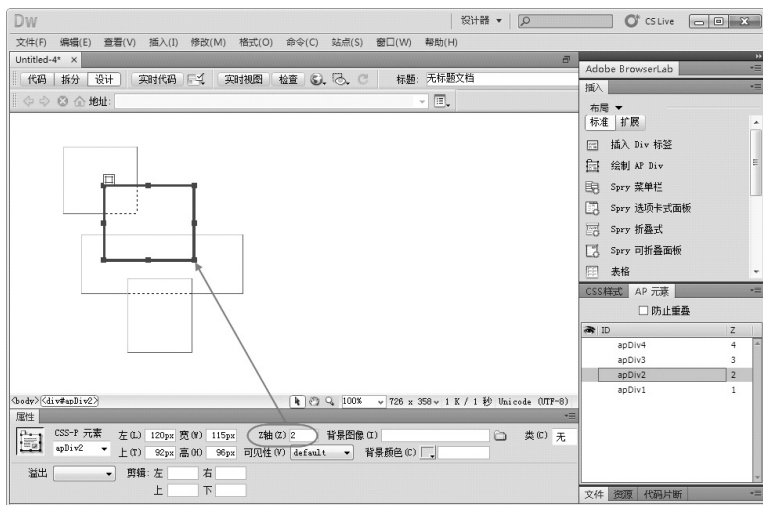 Dw
设计器
CS Live
文件(F) 编辑(E) 查看(V) 插入(I) 修改(M) 格式(O) 命令(C) 站点(S) 窗口(W) 帮助(H)
Untitled-4* ×
代码 拆分 设计 实时代码 实时视图 检查 标题: 无标题文档
地址:
Adobe BrowserLab
插入
布局
标准 扩展
插入 Div 标签
绘制 AP Div
Spry 菜单栏
Spry 选项卡式面板
Spry 折叠式
Spry 可折叠面板
表格
CSS样式 AP 元素
防止重叠
ID Z
apDiv4 4
apDiv3 3
apDiv2 2
apDiv1 1
<body> <div#apDiv2> 100% 726 x 358 1 K / 1 秒 Unicode (UTF-8)
属性
CSS-P 元素 左(L) 120px 宽(W) 115px Z轴(Z) 2 背景图像(I) 类(C) 无
apDiv2 上(T) 92px 高(H) 96px 可见性(V) default 背景颜色(C)
溢出 剪辑: 左 右
上 下
文件 资源 代码片断